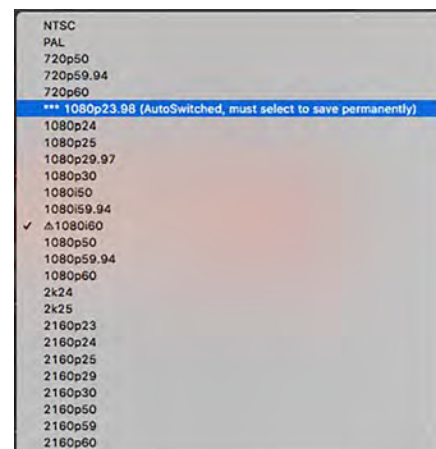 NTSC
PAL
720p50
720p59.94
720p60
*** 1080p23.98 (AutoSwitched, must select to save permanently)
1080p24
1080p25
1080p29.97
1080p30
1080i50
1080i59.94
✓ ⚠1080i60
1080p50
1080p59.94
1080p60
2k24
2k25
2160p23
2160p24
2160p25
2160p29
2160p30
2160p50
2160p59
2160p60